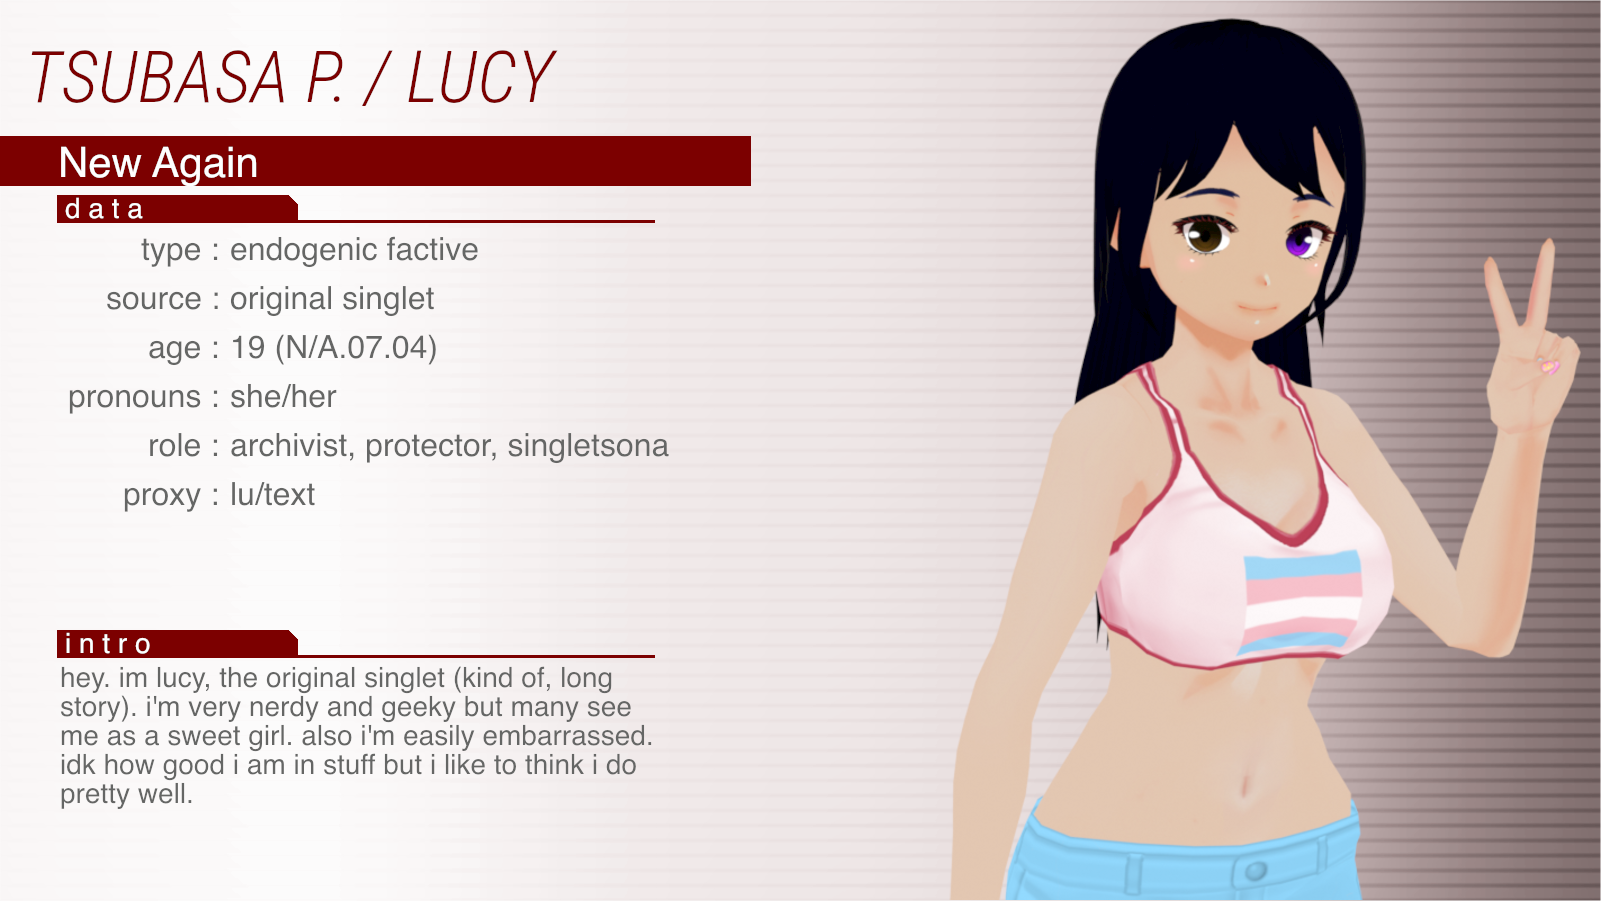 TSUBASA P. / LUCY
New Again
data
type : endogenic factive
source : original singlet
age : 19 (N/A.07.04)
pronouns : she/her
role : archivist, protector, singletsona
proxy : lu/text
intro
hey. im lucy, the original singlet (kind of, long
story). i'm very nerdy and geeky but many see
me as a sweet girl. also i'm easily embarrassed.
idk how good i am in stuff but i like to think i do
pretty well.